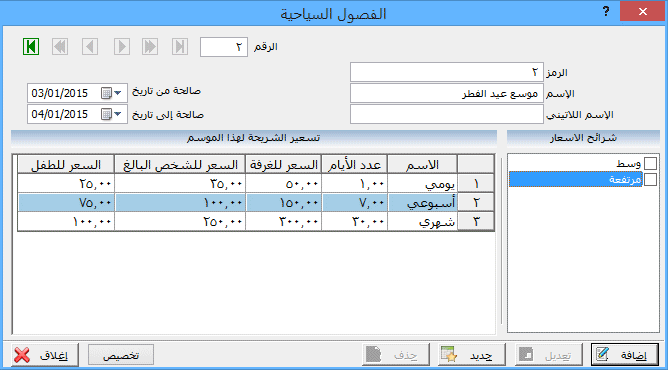 الفصول السياحية
الرقم ٢
الرمز ٢
الإسم موسع عيد الفطر
الإسم اللاتيني
صالحة من تاريخ 03/01/2015
صالحة إلى تاريخ 04/01/2015
شرائح الاسعار
وسط
مرتفعة
تسعير الشريحة لهذا الموسم
الاسم عدد الأيام السعر للغرفة السعر للشخص البالغ السعر للطفل
١ يومي ١,٠٠ ٥٠,٠٠ ٣٥,٠٠ ٢٥,٠٠
٢ أسبوعي ٧,٠٠ ١٥٠,٠٠ ١٠٠,٠٠ ٧٥,٠٠
٣ شهري ٣٠,٠٠ ٣٠٠,٠٠ ٢٥٠,٠٠ ١٠٠,٠٠
إضافة تعديل جديد حذف تخصيص إغلاق